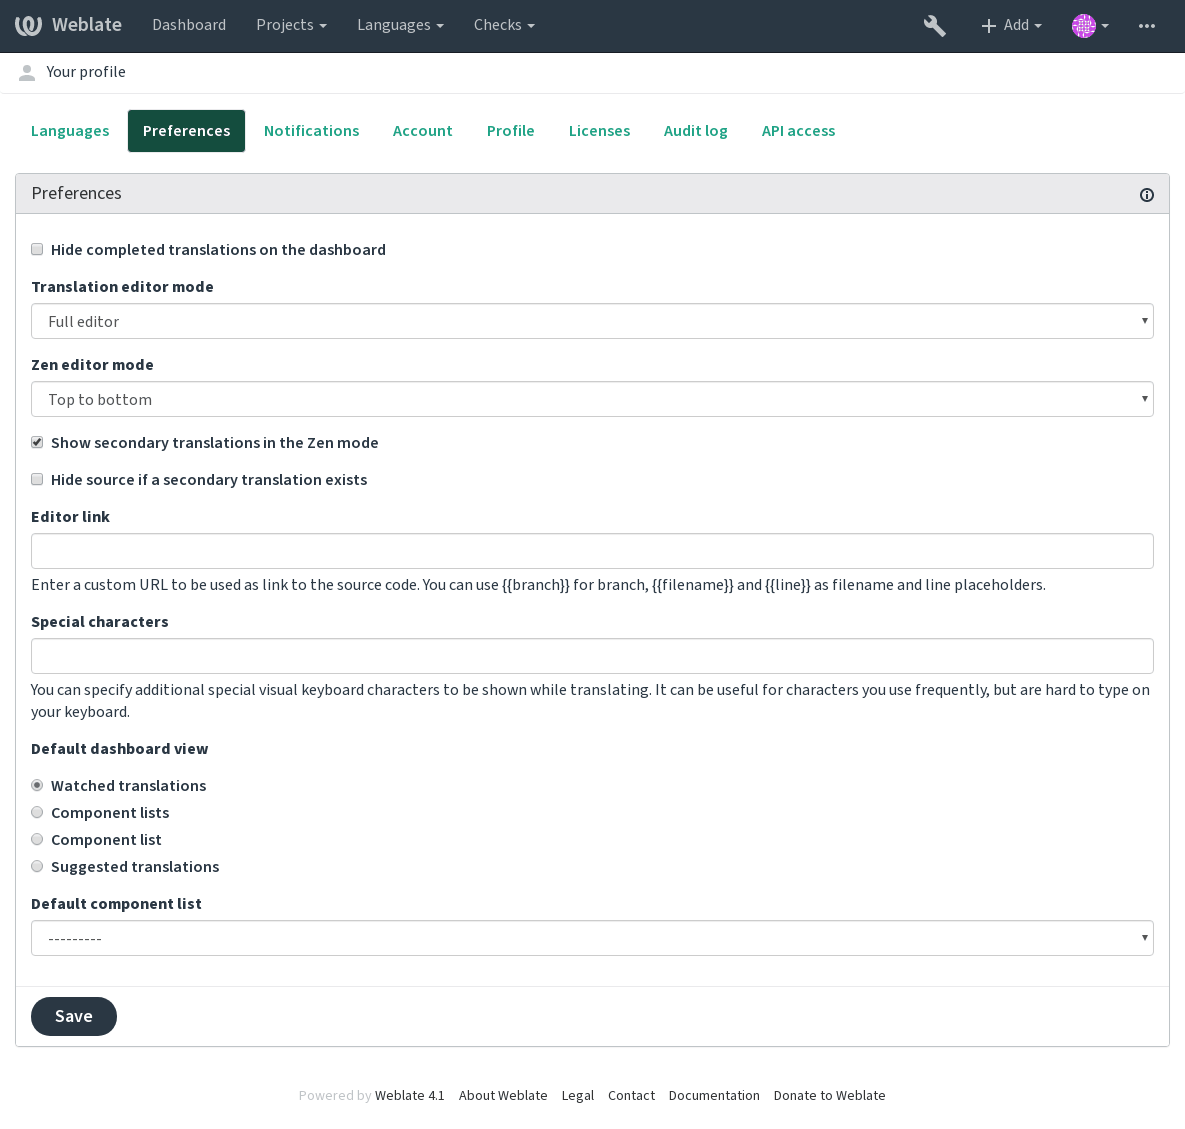 Weblate Dashboard Projects Languages Checks Add
Your profile
Languages Preferences Notifications Account Profile Licenses Audit log API access
Preferences
Hide completed translations on the dashboard
Translation editor mode
Full editor
Zen editor mode
Top to bottom
Show secondary translations in the Zen mode
Hide source if a secondary translation exists
Editor link
Enter a custom URL to be used as link to the source code. You can use {{branch}} for branch, {{filename}} and {{line}} as filename and line placeholders.
Special characters
You can specify additional special visual keyboard characters to be shown while translating. It can be useful for characters you use frequently, but are hard to type on
your keyboard.
Default dashboard view
Watched translations
Component lists
Component list
Suggested translations
Default component list
---------
Save
Powered by Weblate 4.1 About Weblate Legal Contact Documentation Donate to Weblate